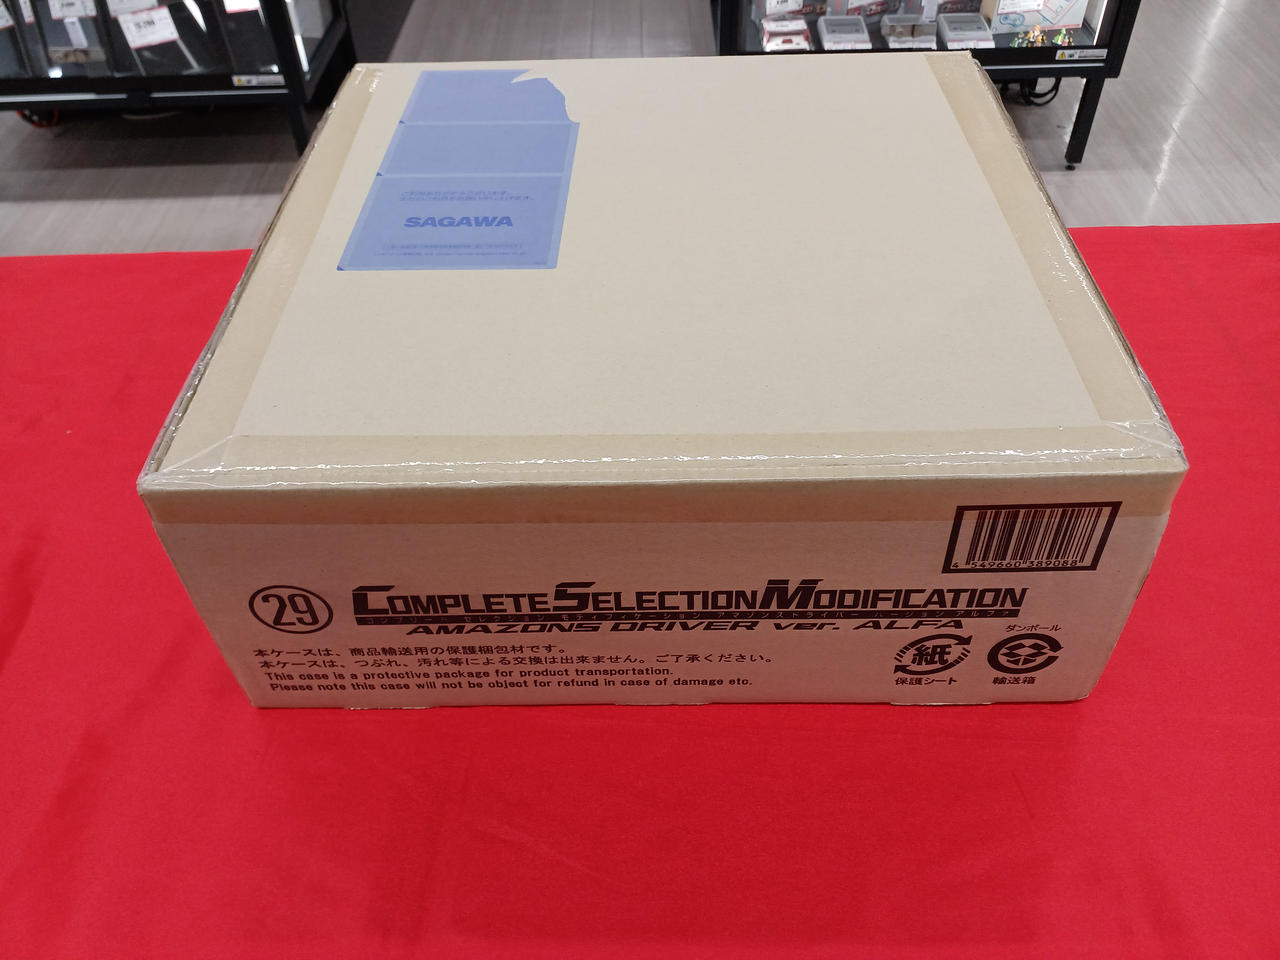 SAGAWA
4 549660 389088
29
COMPLETE SELECTION MODIFICATION
コンプリート セレクション モディフィケーション アマゾンズドライバー バージョン アルファ
AMAZONS DRIVER ver. ALFA
本ケースは、商品輸送用の保護梱包材です。
本ケースは、つぶれ、汚れ等による交換は出来ません。ご了承ください。
This case is a protective package for product transportation.
Please note this case will not be object for refund in case of damage etc.
紙
保護シート
ダンボール
輸送箱